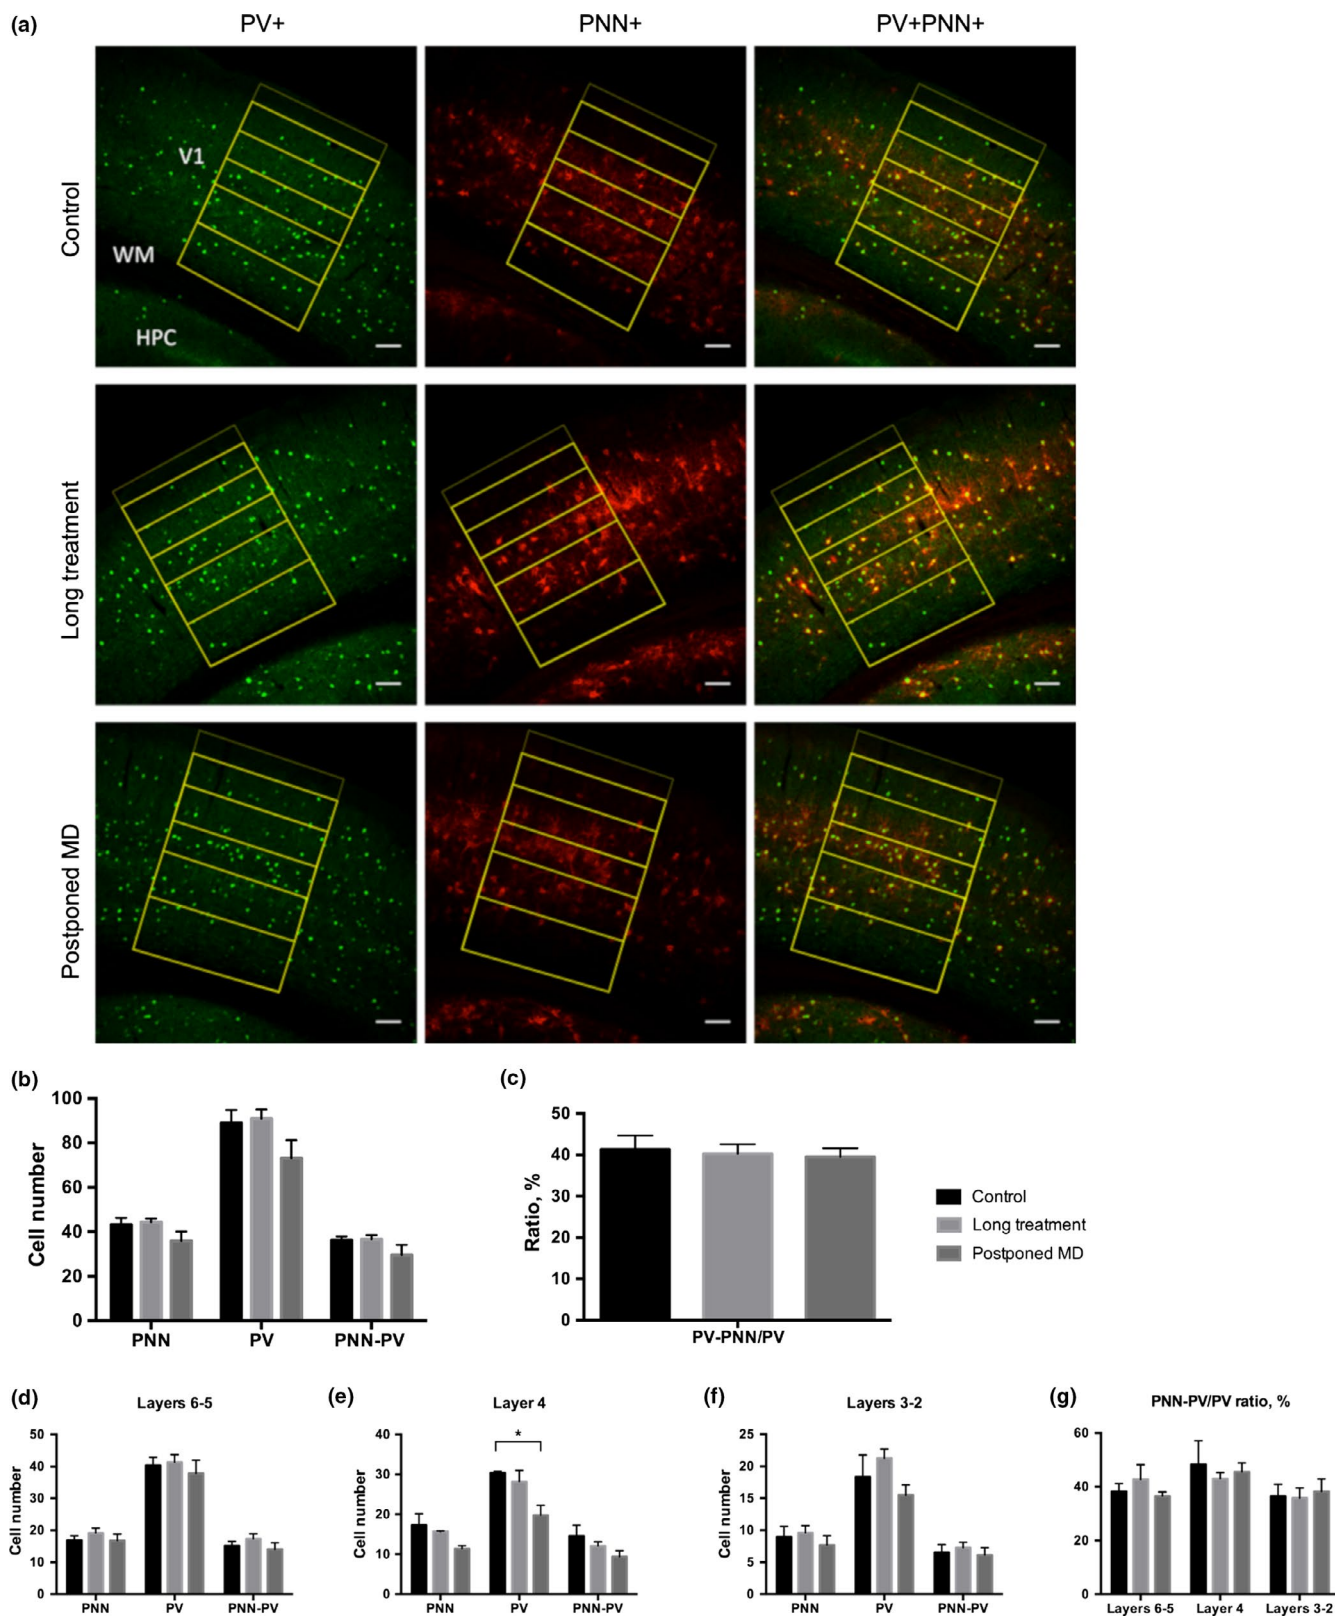 (a)
PV+
PNN+
PV+PNN+
Control
V1
WM
HPC
Long treatment
Postponed MD
(b)
Cell number
100
80
60
40
20
0
PNN
PV
PNN-PV
(c)
Ratio, %
50
40
30
20
10
0
PV-PNN/PV
Control
Long treatment
Postponed MD
(d)
Layers 6-5
Cell number
50
40
30
20
10
0
PNN
PV
PNN-PV
(e)
Layer 4
Cell number
40
30
20
10
0
*
PNN
PV
PNN-PV
(f)
Layers 3-2
Cell number
25
20
15
10
5
0
PNN
PV
PNN-PV
(g)
PNN-PV/PV ratio, %
60
40
20
0
Layers 6-5
Layer 4
Layers 3-2